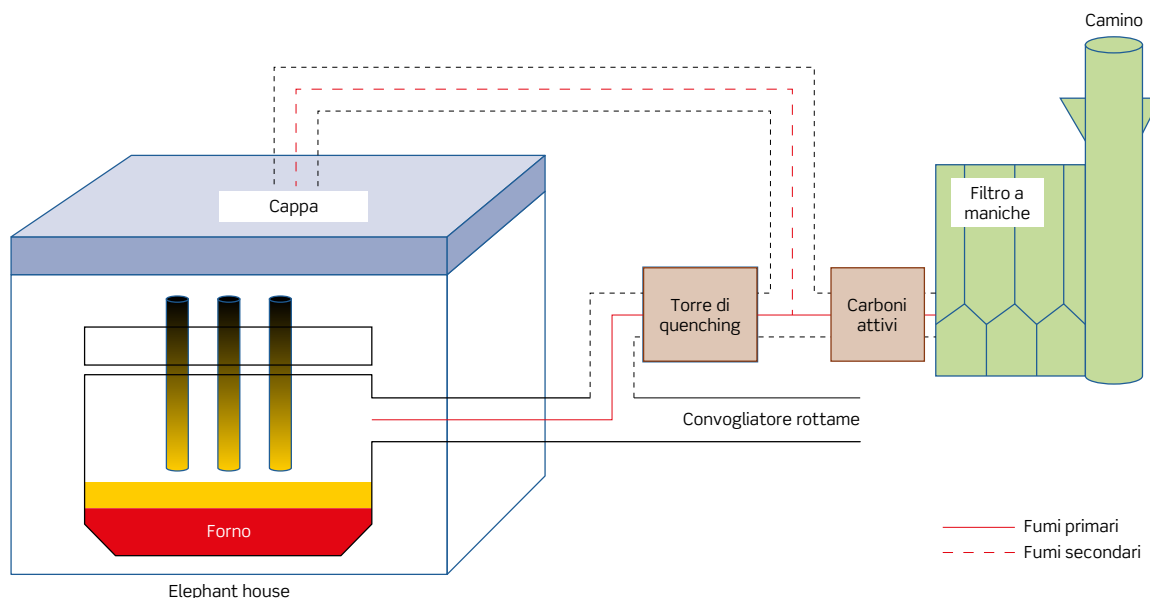 Camino
Cappa
Filtro a
maniche
Torre di
quenching
Carboni
attivi
Convogliatore rottame
Forno
Fumi primari
Fumi secondari
Elephant house